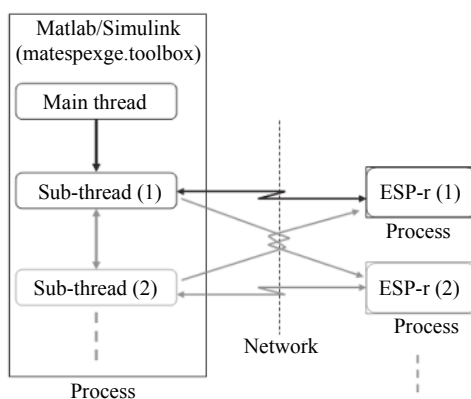 Matlab/Simulink
(matespexge.toolbox)
Main thread
Sub-thread (1)
ESP-r (1)
Process
Sub-thread (2)
ESP-r (2)
Process
Network
Process